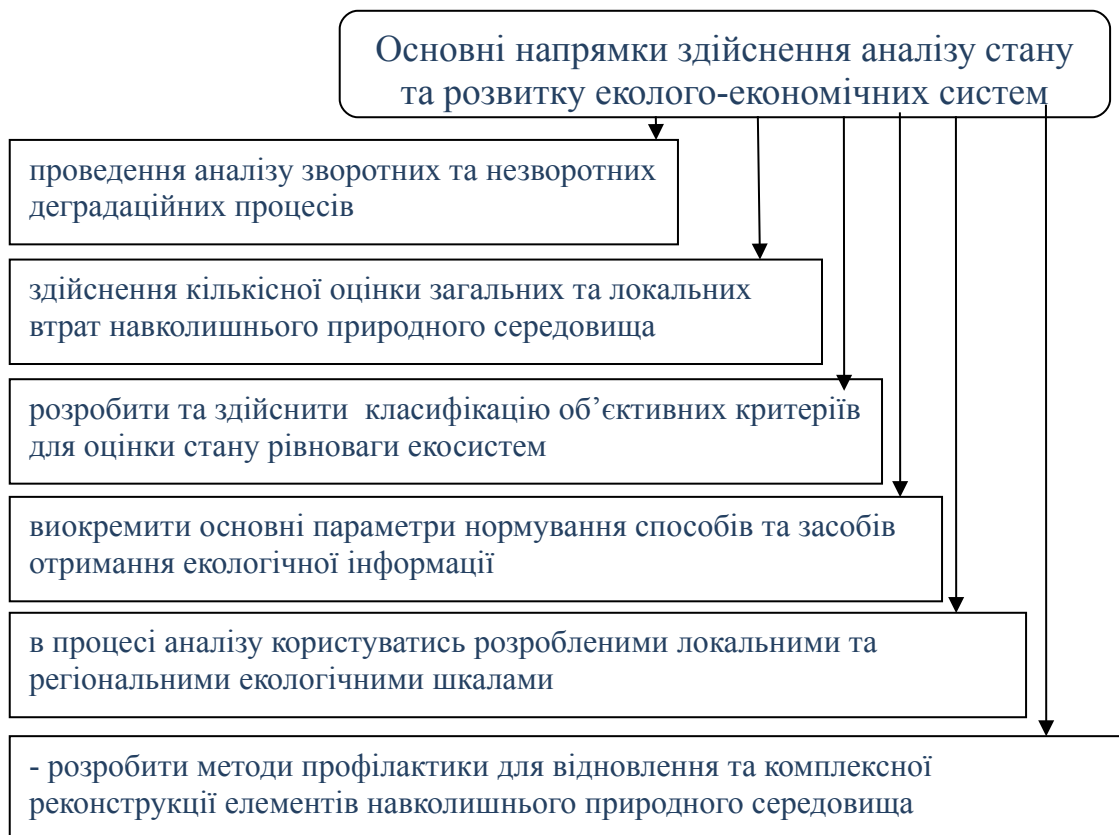 Основні напрямки здійснення аналізу стану
та розвитку еколого-економічних систем
проведення аналізу зворотних та незворотних
деградаційних процесів
здійснення кількісної оцінки загальних та локальних
втрат навколишнього природного середовища
розробити та здійснити класифікацію об’єктивних критеріїв
для оцінки стану рівноваги екосистем
виокремити основні параметри нормування способів та засобів
отримання екологічної інформації
в процесі аналізу користуватись розробленими локальними та
регіональними екологічними шкалами
- розробити методи профілактики для відновлення та комплексної
реконструкції елементів навколишнього природного середовища